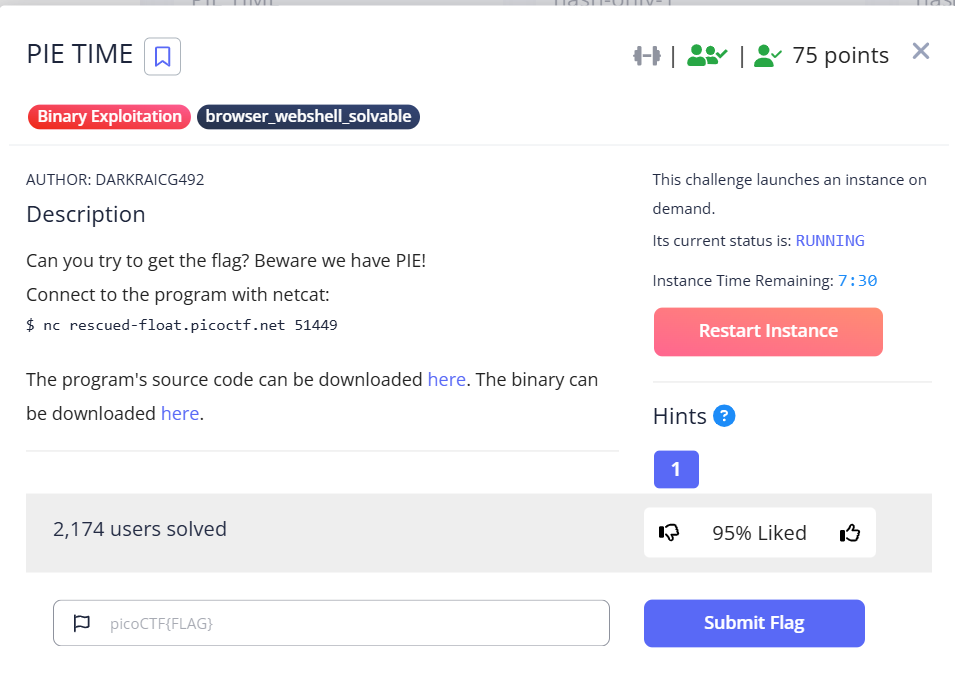 PIE TIME
75 points
Binary Exploitation
browser_webshell_solvable
AUTHOR: DARKRAICG492
Description
Can you try to get the flag? Beware we have PIE!
Connect to the program with netcat:
$ nc rescued-float.picoctf.net 51449
The program's source code can be downloaded here. The binary can
be downloaded here.
This challenge launches an instance on
demand.
Its current status is: RUNNING
Instance Time Remaining: 7:30
Restart Instance
Hints ?
1
2,174 users solved
95% Liked
picoCTF{FLAG}
Submit Flag